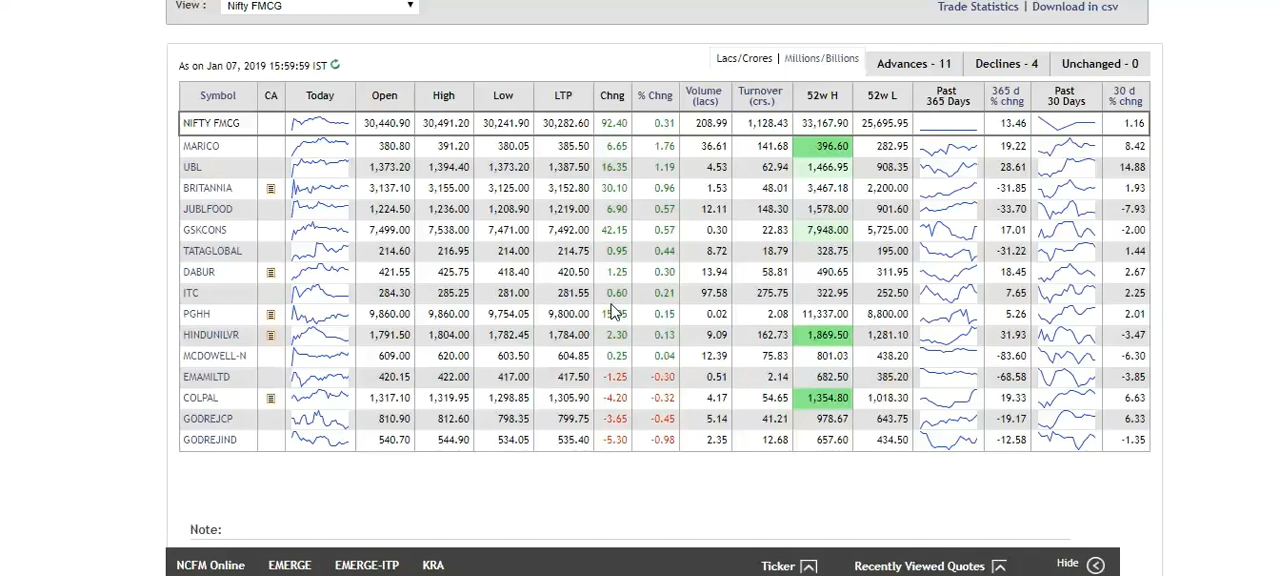 View : Nifty FMCG
Trade Statistics | Download in csv
As on Jan 07, 2019 15:59:59 IST
Lacs/Crores | Millions/Billions
Advances - 11 Declines - 4 Unchanged - 0
Symbol CA Today Open High Low LTP Chng % Chng Volume (lacs) Turnover (crs.) 52w H 52w L Past 365 Days 365 d % chng Past 30 Days 30 d % chng
NIFTY FMCG 30,440.90 30,491.20 30,241.90 30,282.60 92.40 0.31 208.99 1,128.43 33,167.90 25,695.95 13.46 1.16
MARICO 380.80 391.20 380.05 385.50 6.65 1.76 36.61 141.68 396.60 282.95 19.22 8.42
UBL 1,373.20 1,394.40 1,373.20 1,387.50 16.35 1.19 4.53 62.94 1,466.95 908.35 28.61 14.88
BRITANNIA 3,137.10 3,155.00 3,125.00 3,152.80 30.10 0.96 1.53 48.01 3,467.18 2,200.00 -31.85 1.93
JUBLFOOD 1,224.50 1,236.00 1,208.90 1,219.00 6.90 0.57 12.11 148.30 1,578.00 901.60 -33.70 -7.93
GSKCONS 7,499.00 7,538.00 7,471.00 7,492.00 42.15 0.57 0.30 22.83 7,948.00 5,725.00 17.01 -2.00
TATAGLOBAL 214.60 216.95 214.00 214.75 0.95 0.44 8.72 18.79 328.75 195.00 -31.22 1.44
DABUR 421.55 425.75 418.40 420.50 1.25 0.30 13.94 58.81 490.65 311.95 18.45 2.67
ITC 284.30 285.25 281.00 281.55 0.60 0.21 97.58 275.75 322.95 252.50 7.65 2.25
PGHH 9,860.00 9,860.00 9,754.05 9,800.00 0.15 0.02 2.08 11,337.00 8,800.00 5.26 2.01
HINDUNILVR 1,791.50 1,804.00 1,782.45 1,784.00 2.30 0.13 9.09 162.73 1,869.50 1,281.10 31.93 -3.47
MCDOWELL-N 609.00 620.00 603.50 604.85 0.25 0.04 12.39 75.83 801.03 438.20 -83.60 -6.30
EMAMILTD 420.15 422.00 417.00 417.50 -1.25 -0.30 0.51 2.14 682.50 385.20 -68.58 -3.85
COLPAL 1,317.10 1,319.95 1,298.85 1,305.90 -4.20 -0.32 4.17 54.65 1,354.80 1,018.30 19.33 6.63
GODREJCP 810.90 812.60 798.35 799.75 -3.65 -0.45 5.14 41.21 978.67 643.75 -19.17 6.33
GODREJIND 540.70 544.90 534.05 535.40 -5.30 -0.98 2.35 12.68 657.60 434.50 -12.58 -1.35
Note:
NCFM Online EMERGE EMERGE-ITP KRA Ticker Recently Viewed Quotes Hide